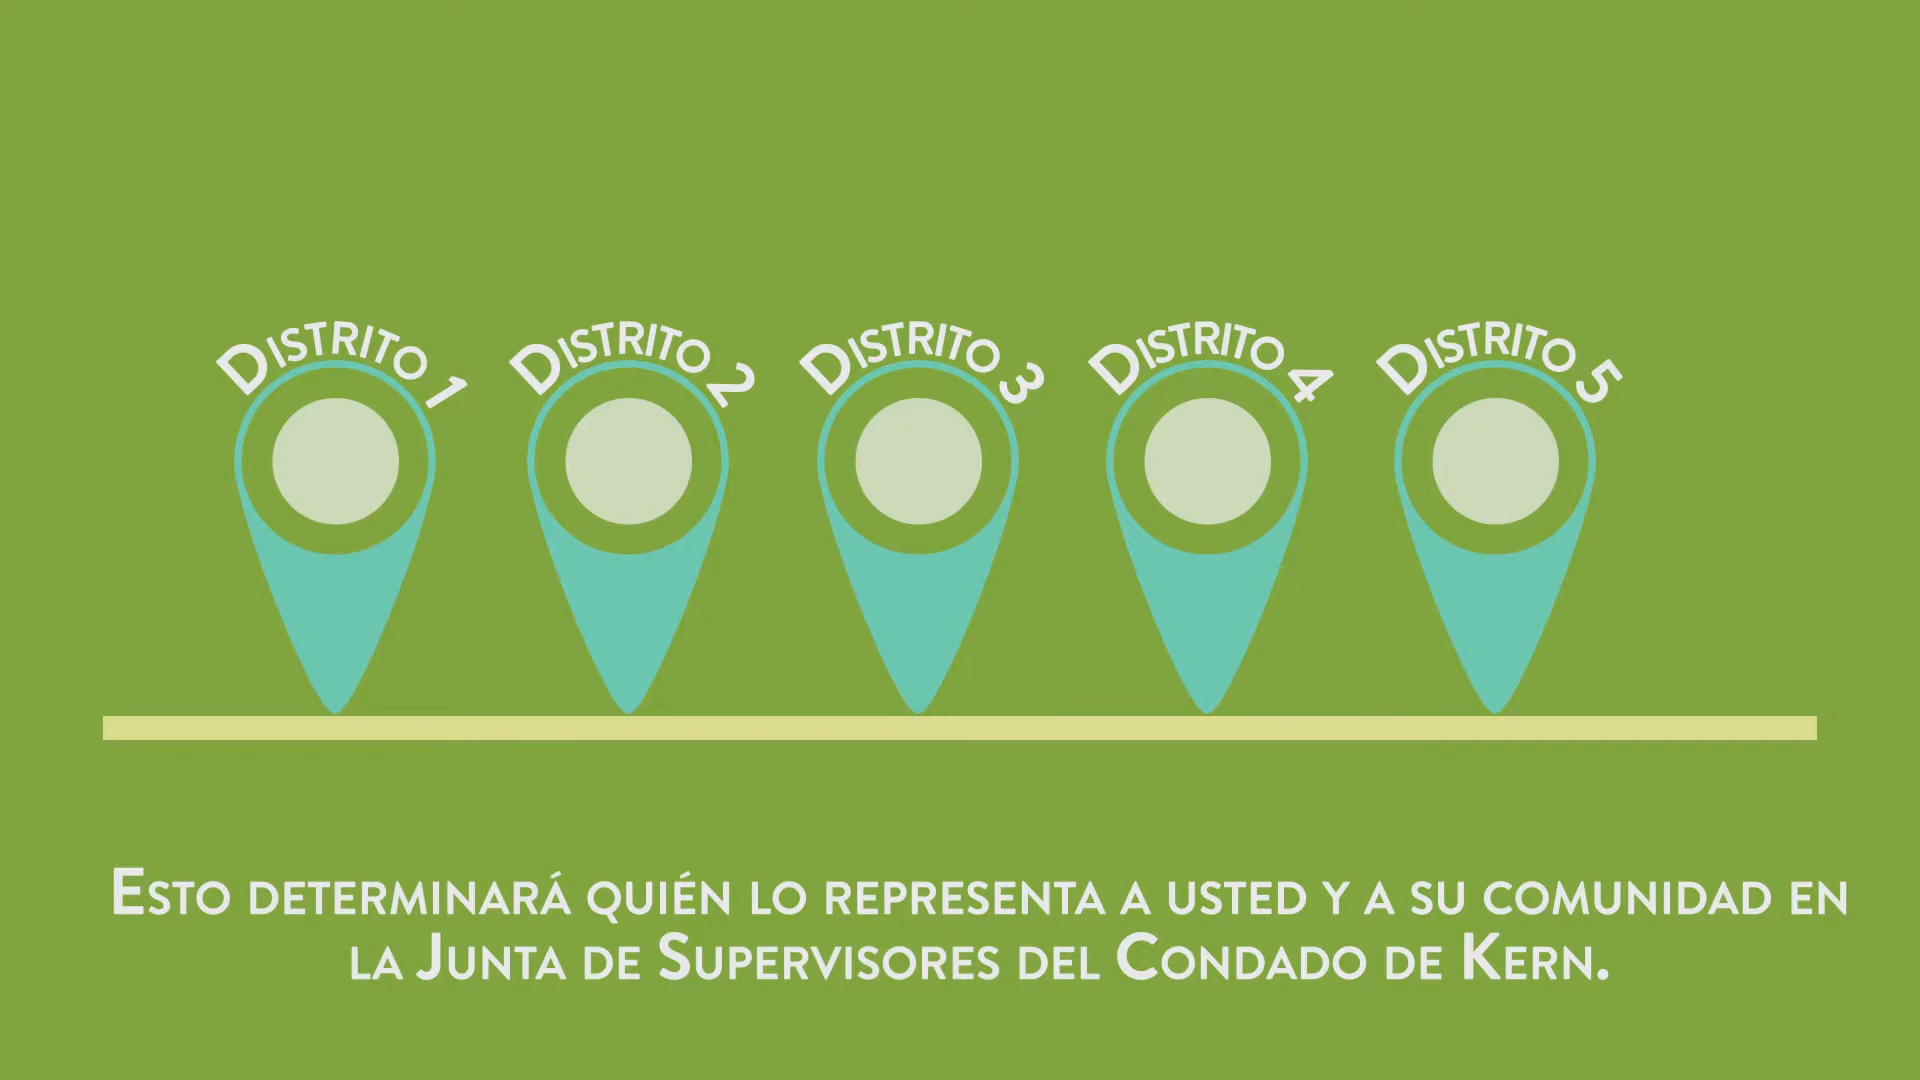 Distrito 1
Distrito 2
Distrito 3
Distrito 4
Distrito 5
Esto determinará quién lo representa a usted y a su comunidad en
la Junta de Supervisores del Condado de Kern.